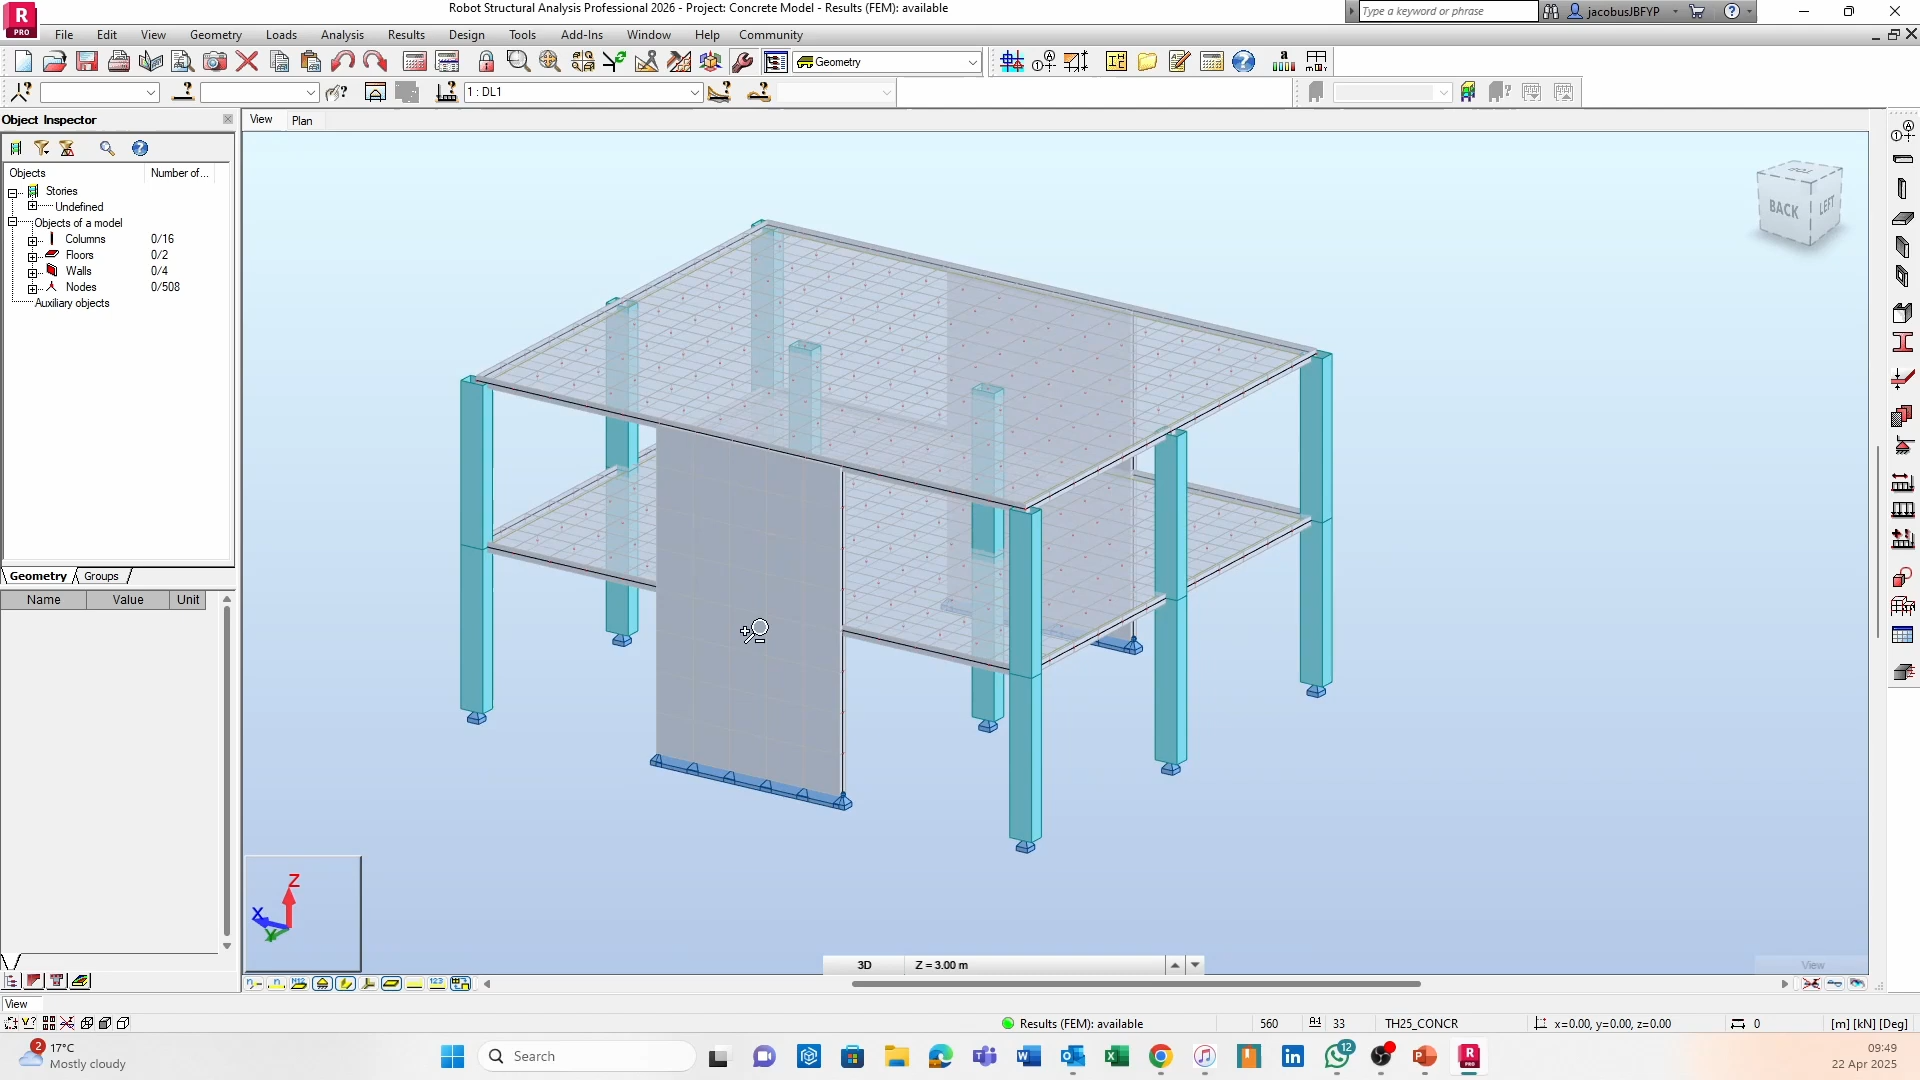 Robot Structural Analysis Professional 2026 - Project: Concrete Model - Results (FEM): available
Type a keyword or phrase
jacobusJBFYP
R
PRO
File Edit View Geometry Loads Analysis Results Design Tools Add-Ins Window Help Community
Geometry
1 : DL1
Object Inspector
View Plan
Objects Number of...
Stories
Undefined
Objects of a model
Columns 0/16
Floors 0/2
Walls 0/4
Nodes 0/508
Auxiliary objects
TOP
BACK
LEFT
Geometry Groups
Name Value Unit
Z
X
Y
3D Z = 3.00 m
View
View
Results (FEM): available 560 33 TH25_CONCR x=0.00, y=0.00, z=0.00 0 [m] [kN] [Deg]
2
17°C
Mostly cloudy
Search
12
09:49
22 Apr 2025